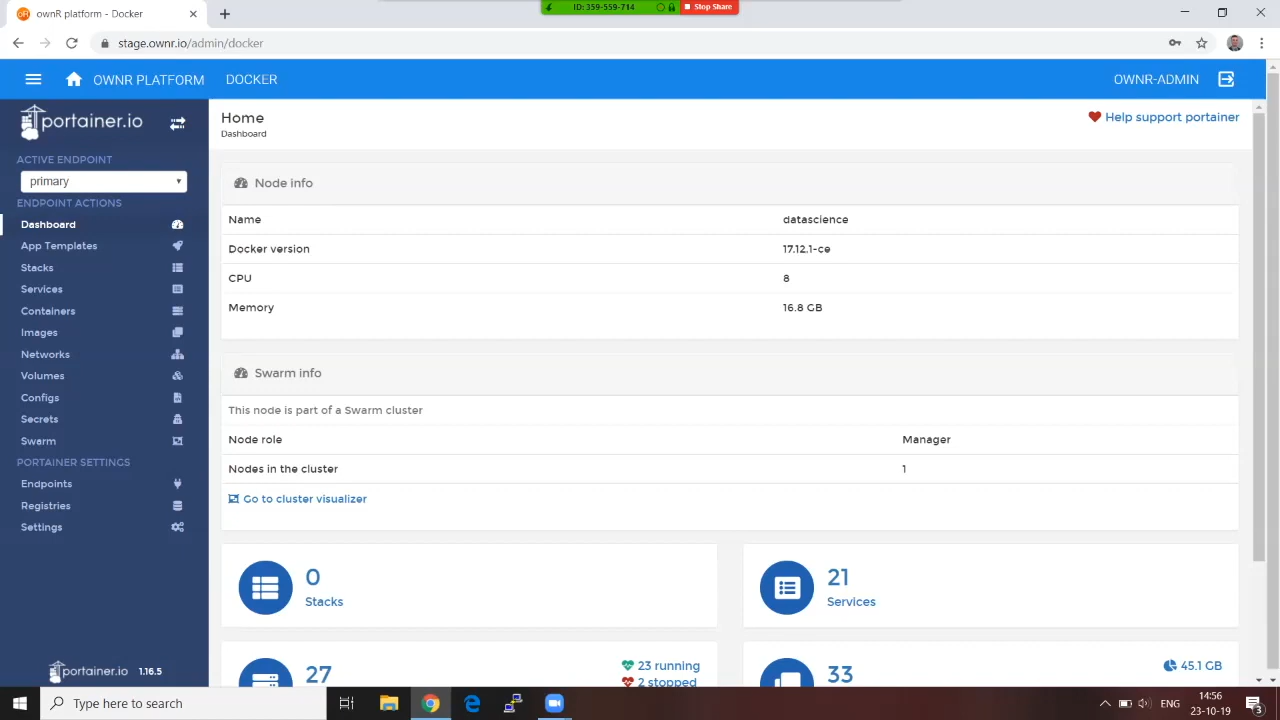 ownR platform - Docker
ID: 359-559-714
Stop Share
stage.ownr.io/admin/docker
OWNR PLATFORM
DOCKER
OWNR-ADMIN
portainer.io
Home
Dashboard
Help support portainer
ACTIVE ENDPOINT
primary
ENDPOINT ACTIONS
Dashboard
App Templates
Stacks
Services
Containers
Images
Networks
Volumes
Configs
Secrets
Swarm
PORTAINER SETTINGS
Endpoints
Registries
Settings
portainer.io 1.16.5
Node info
Name datascience
Docker version 17.12.1-ce
CPU 8
Memory 16.8 GB
Swarm info
This node is part of a Swarm cluster
Node role Manager
Nodes in the cluster 1
Go to cluster visualizer
0
Stacks
21
Services
27
23 running
2 stopped
33
45.1 GB
Type here to search
ENG
14:56
23-10-19
3